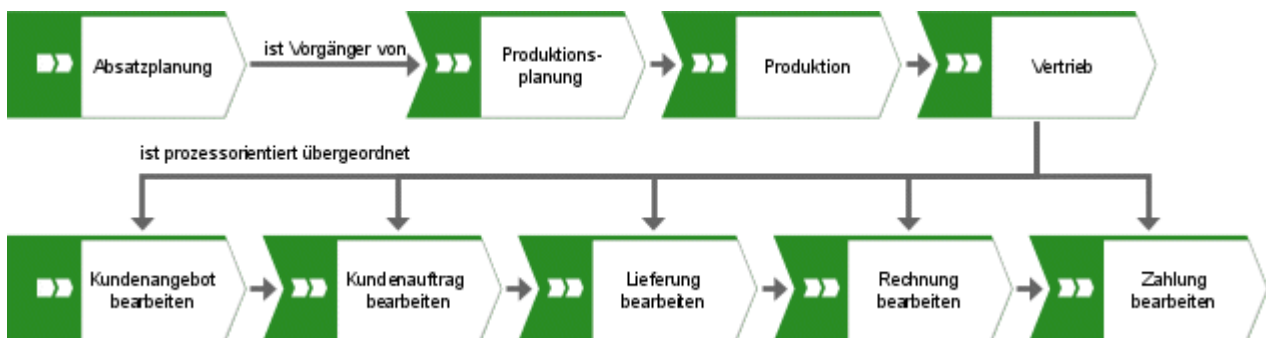 Absatzplanung
ist Vorgänger von
Produktions-
planung
Produktion
Vertrieb
ist prozessorientiert übergeordnet
Kundenangebot
bearbeiten
Kundenauftrag
bearbeiten
Lieferung
bearbeiten
Rechnung
bearbeiten
Zahlung
bearbeiten